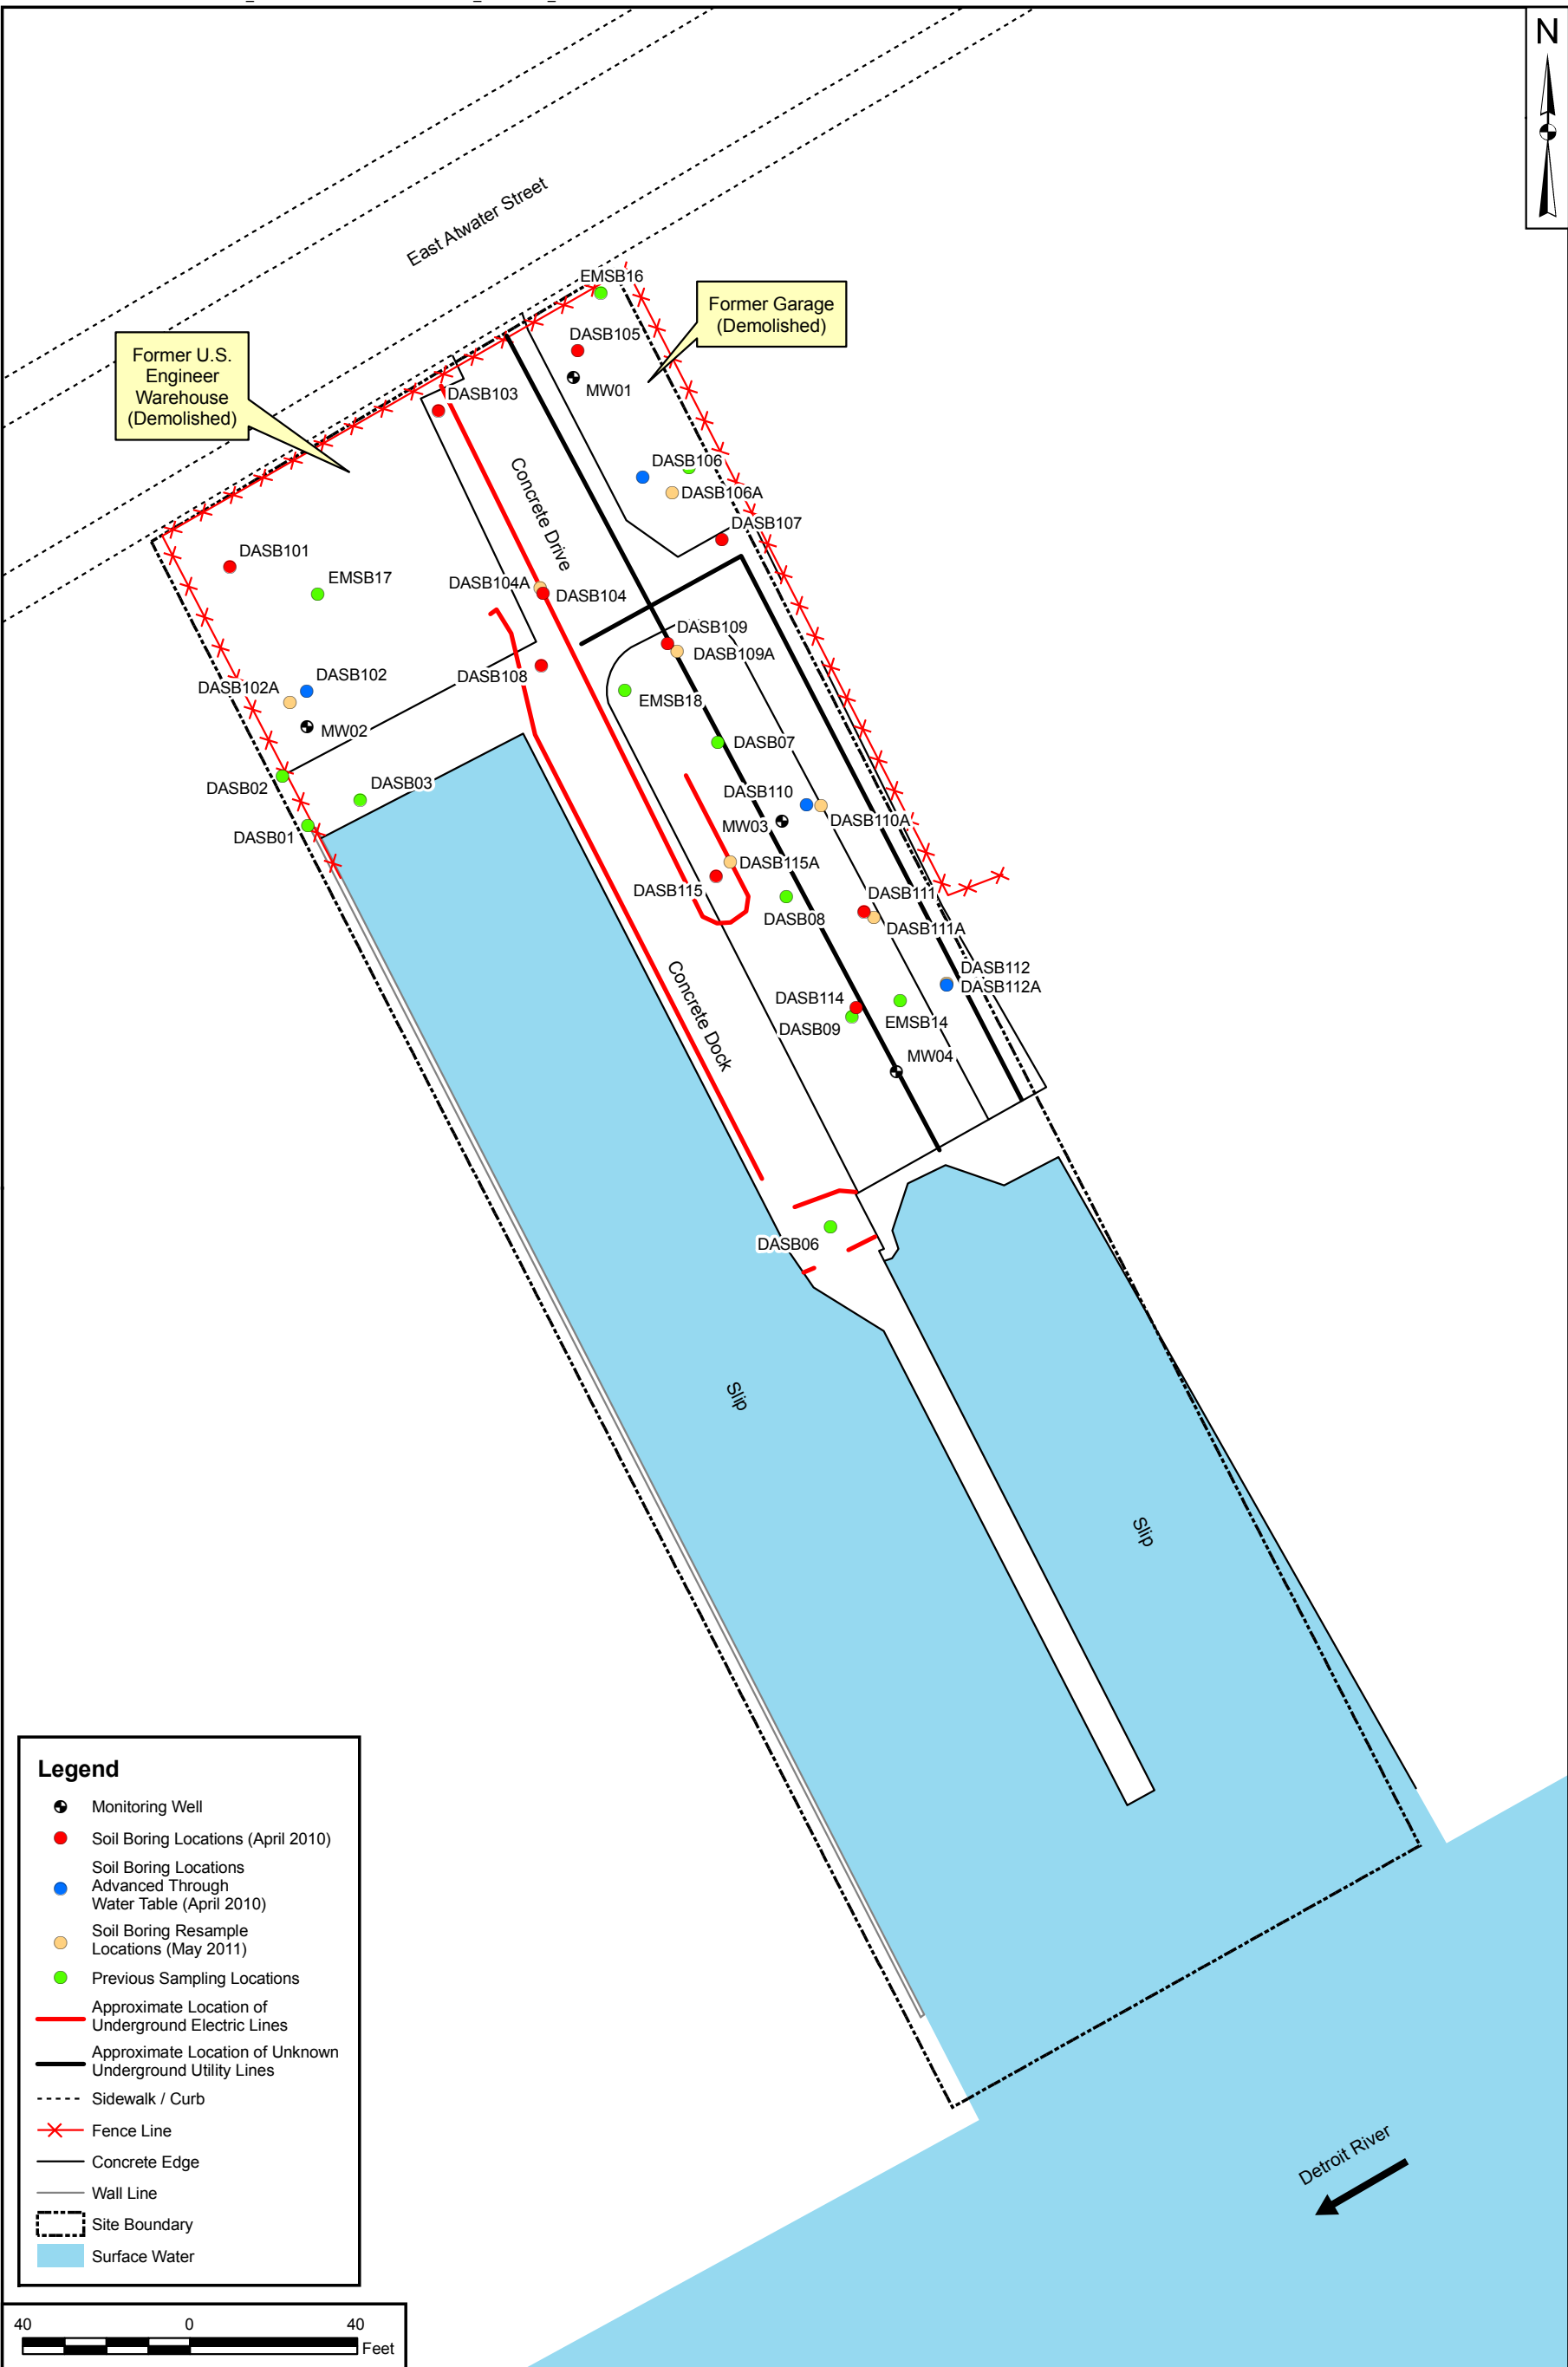 N
East Atwater Street
EMSB16
Former Garage
(Demolished)
DASB105
Former U.S.
Engineer
Warehouse
(Demolished)
MW01
DASB103
DASB106
Concrete Drive
DASB106A
DASB107
DASB101
EMSB17
DASB104A
DASB104
DASB109
DASB109A
DASB108
DASB102
DASB102A
EMSB18
MW02
DASB07
DASB02
DASB03
DASB110
DASB110A
MW03
DASB01
DASB115A
DASB115
DASB111
DASB08
DASB111A
DASB112
DASB112A
Concrete Dock
DASB114
EMSB14
DASB09
MW04
DASB06
Slip
Slip
Legend
Monitoring Well
Soil Boring Locations (April 2010)
Soil Boring Locations
Advanced Through
Water Table (April 2010)
Soil Boring Resample
Locations (May 2011)
Previous Sampling Locations
Approximate Location of
Underground Electric Lines
Approximate Location of Unknown
Underground Utility Lines
Sidewalk / Curb
Fence Line
Concrete Edge
Wall Line
Site Boundary
Surface Water
Detroit River
40 0 40
Feet